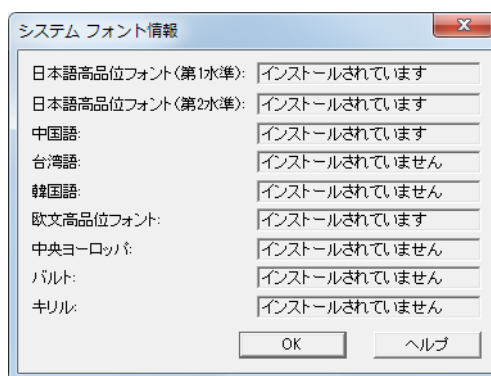 システム フォント情報
日本語高品位フォント(第1水準): インストールされています
日本語高品位フォント(第2水準): インストールされています
中国語: インストールされています
台湾語: インストールされていません
韓国語: インストールされていません
欧文高品位フォント: インストールされています
中央ヨーロッパ: インストールされていません
バルト: インストールされていません
キリル: インストールされていません
OK ヘルプ